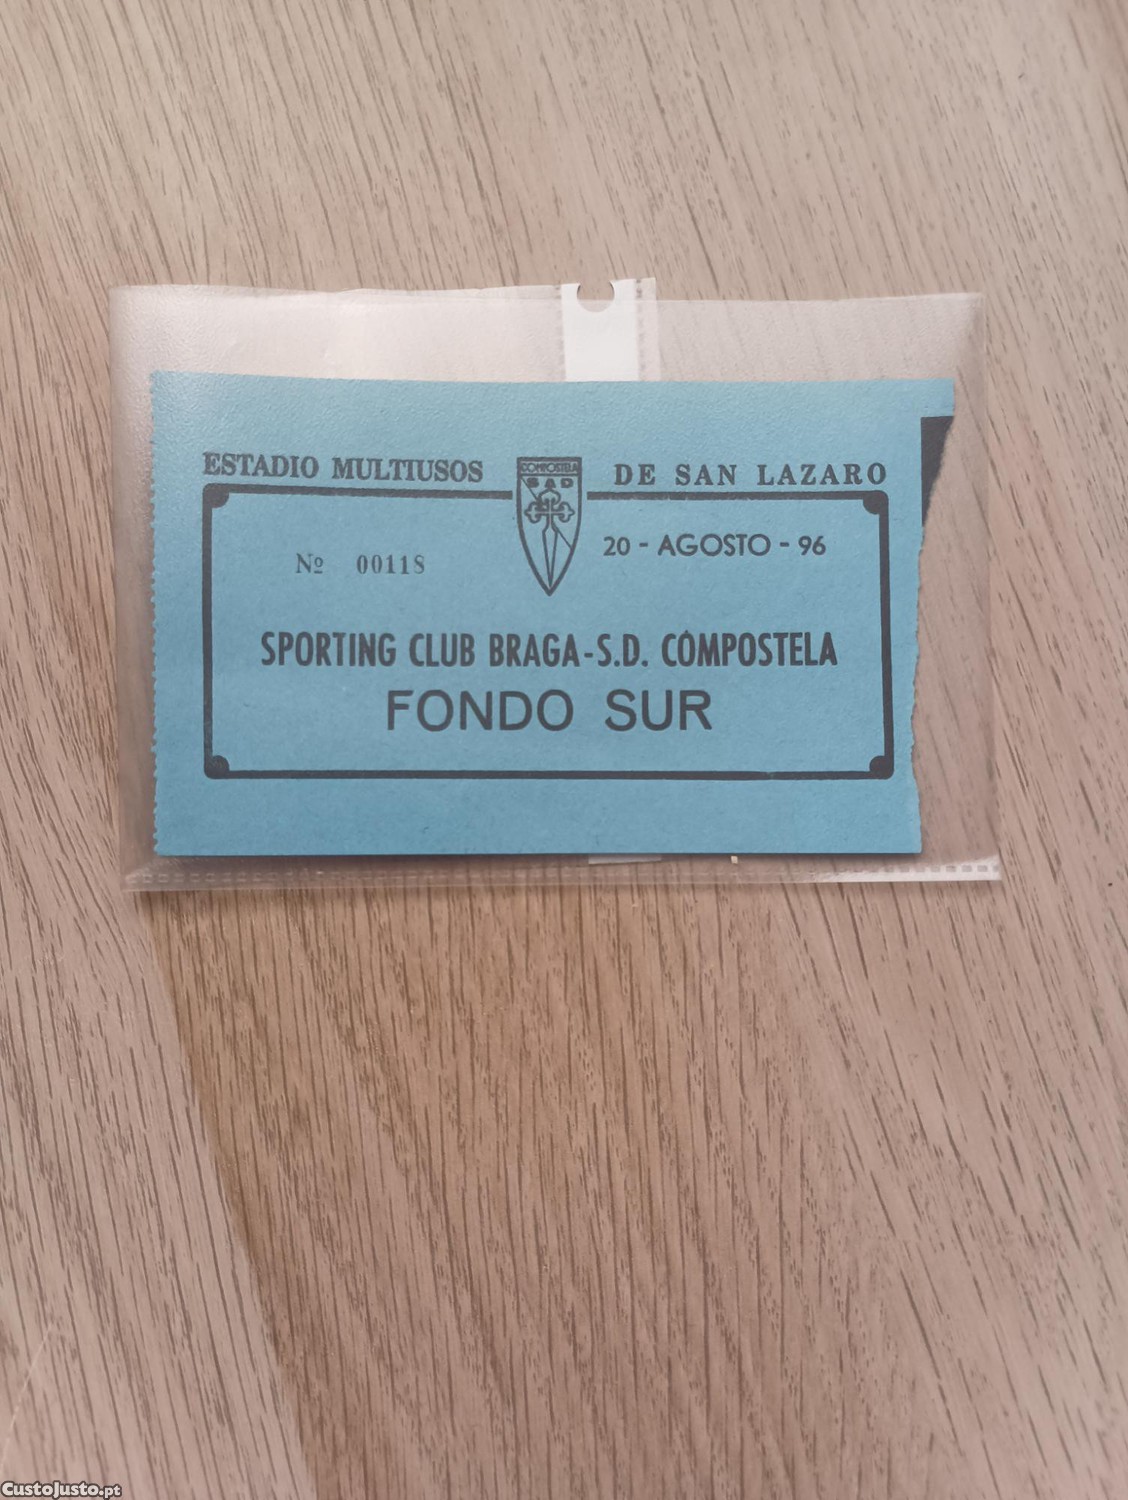 ESTADIO MULTIUSOS DE SAN LAZARO
COMPOSTELA
S A D
20 - AGOSTO - 96
Nº 00118
SPORTING CLUB BRAGA-S.D. COMPOSTELA
FONDO SUR
CustoJusto.pt